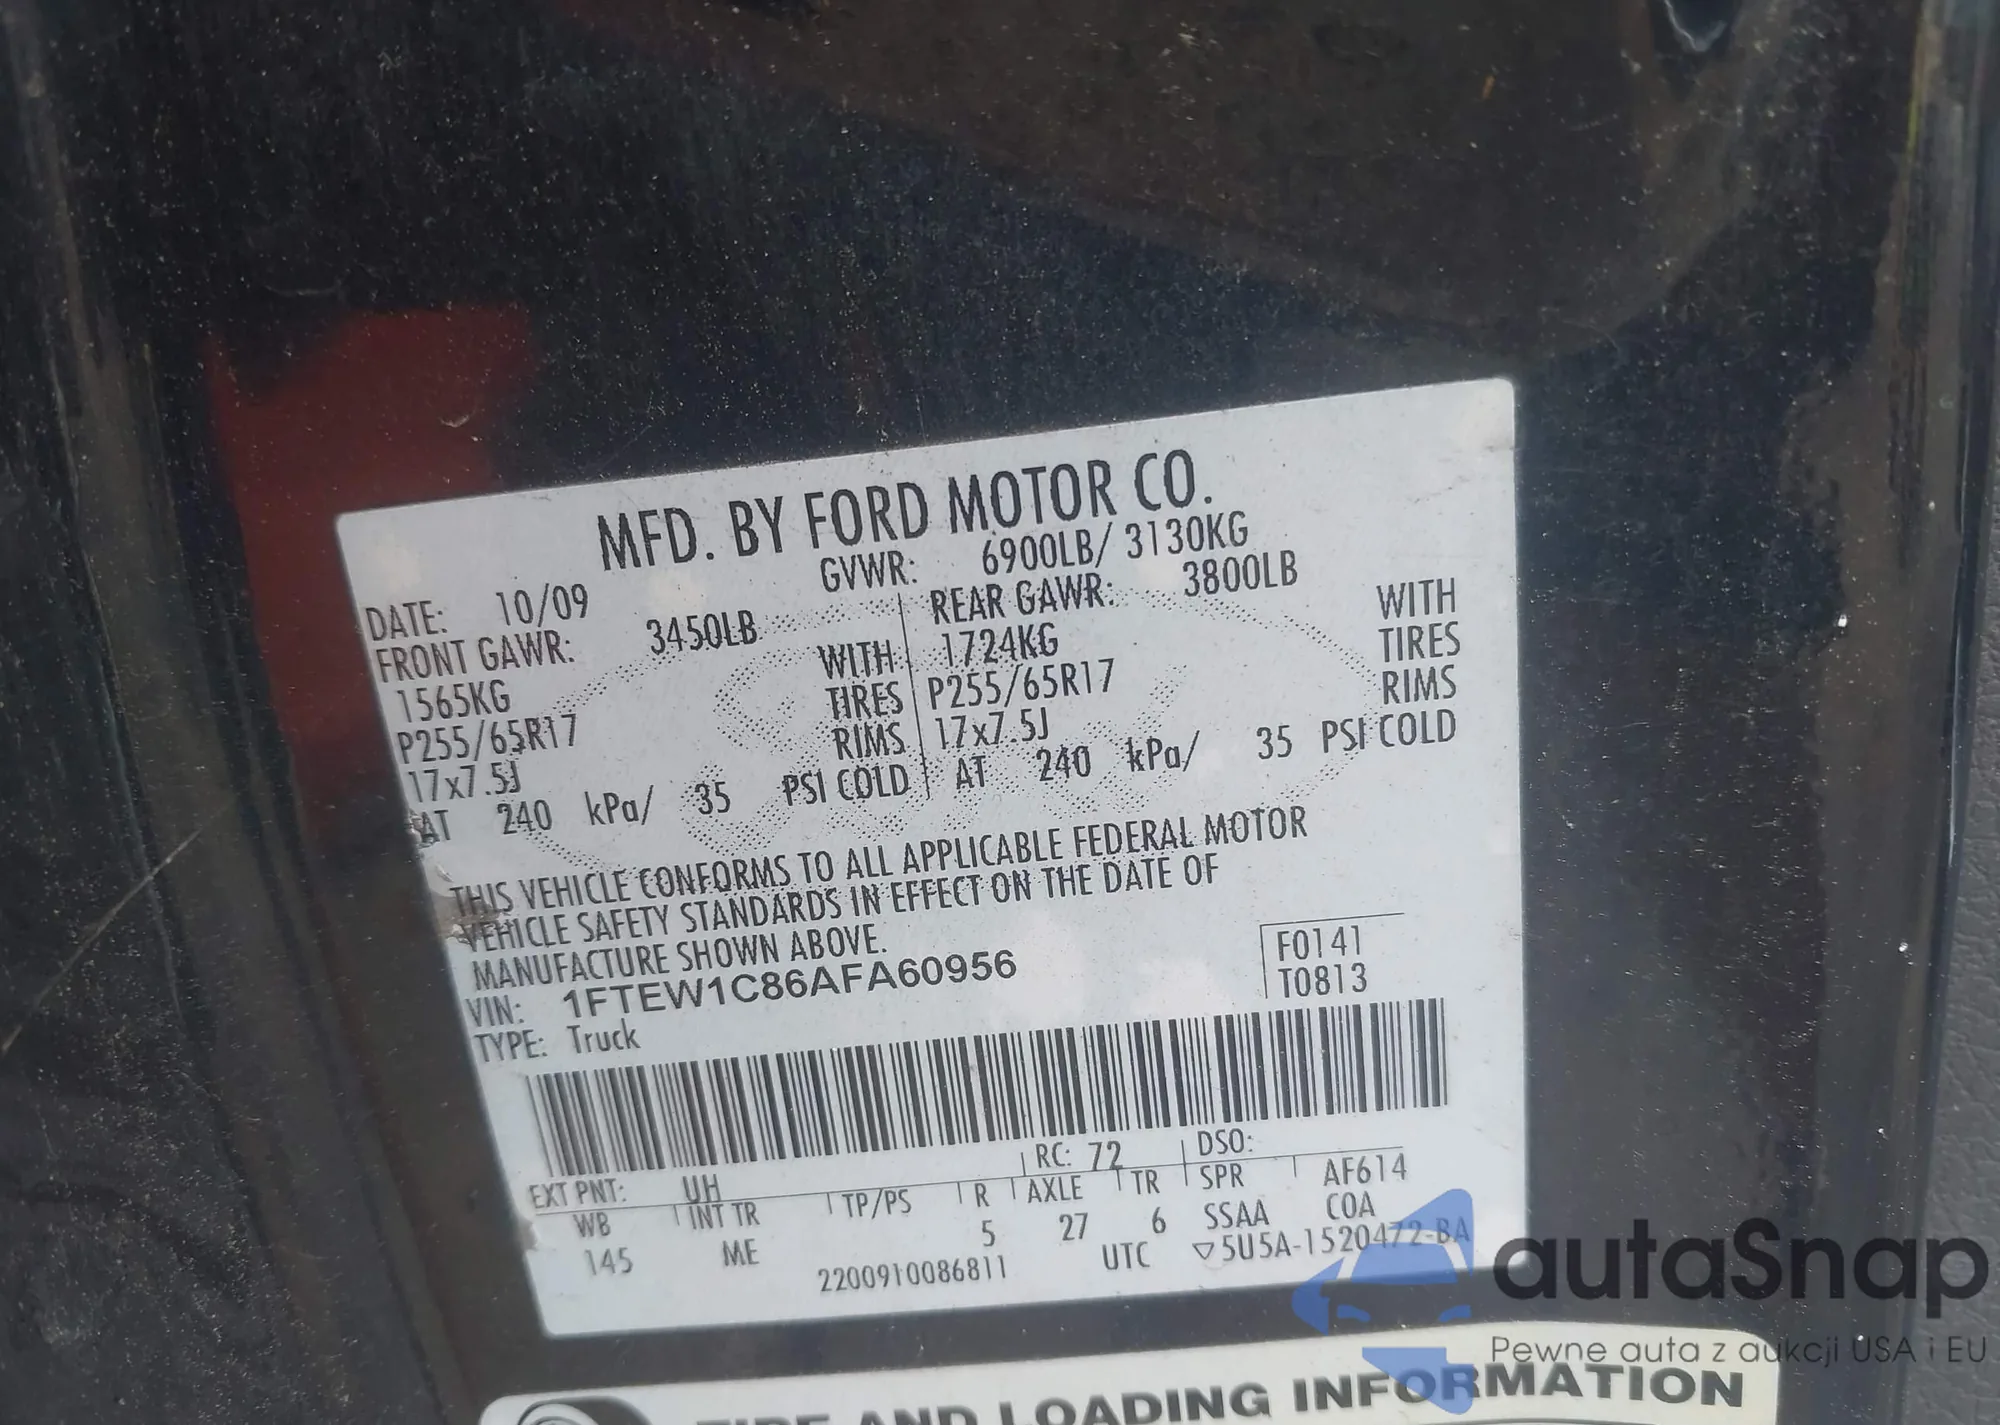 MFD. BY FORD MOTOR CO.
DATE: 10/09 GVWR: 6900LB/ 3130KG
FRONT GAWR: 3450LB REAR GAWR: 3800LB
1565KG WITH 1724KG WITH
P255/65R17 TIRES P255/65R17 TIRES
17x7.5J RIMS 17x7.5J RIMS
AT 240 kPa/ 35 PSI COLD AT 240 kPa/ 35 PSI COLD
THIS VEHICLE CONFORMS TO ALL APPLICABLE FEDERAL MOTOR
VEHICLE SAFETY STANDARDS IN EFFECT ON THE DATE OF
MANUFACTURE SHOWN ABOVE.
VIN: 1FTEW1C86AFA60956 F0141
TYPE: Truck T0813
EXT PNT: UH RC: 72 DSO:
WB INT TR TP/PS R AXLE TR SPR AF614
145 ME 5 27 6 SSAA COA
2200910086811 UTC ▽5U5A-1520472-BA
autaSnap
Pewne auta z aukcji USA i EU
TIRE AND LOADING INFORMATION